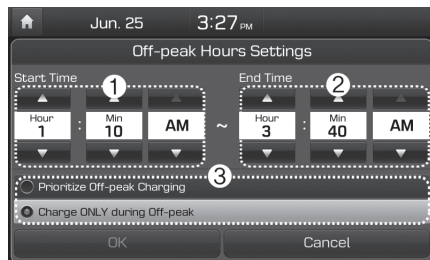 Jun. 25 3:27 PM
Off-peak Hours Settings
Start Time End Time
1 2
Hour Min Hour Min
1 : 10 AM ~ 3 : 40 AM
3
Prioritize Off-peak Charging
Charge ONLY during Off-peak
OK Cancel